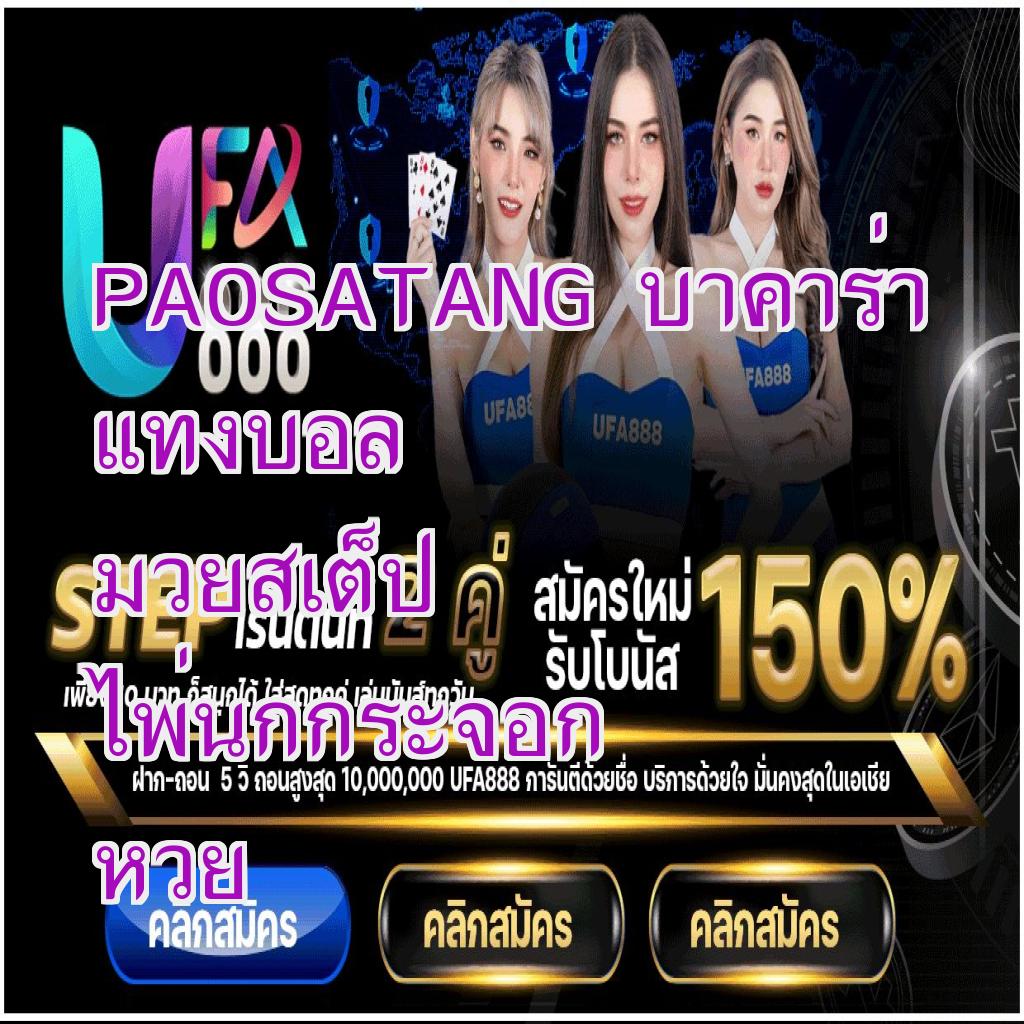 UFA
PAOSATANG บาคาร่า
UFA888 UFA888 FA888
แทงบอล
มวยสเต็ป
STEP 2 คู่
สมัครใหม่ 150%
รับโบนัส
ไพ่นกกระจอก
ฝาก-ถอน 5 วิ ถอนสูงสุด 10,000,000 UFA888 การันตีด้วยชื่อ บริการด้วยใจ มั่นคงสุดในเอเชีย
หวย
คลิกสมัคร คลิกสมัคร คลิกสมัคร